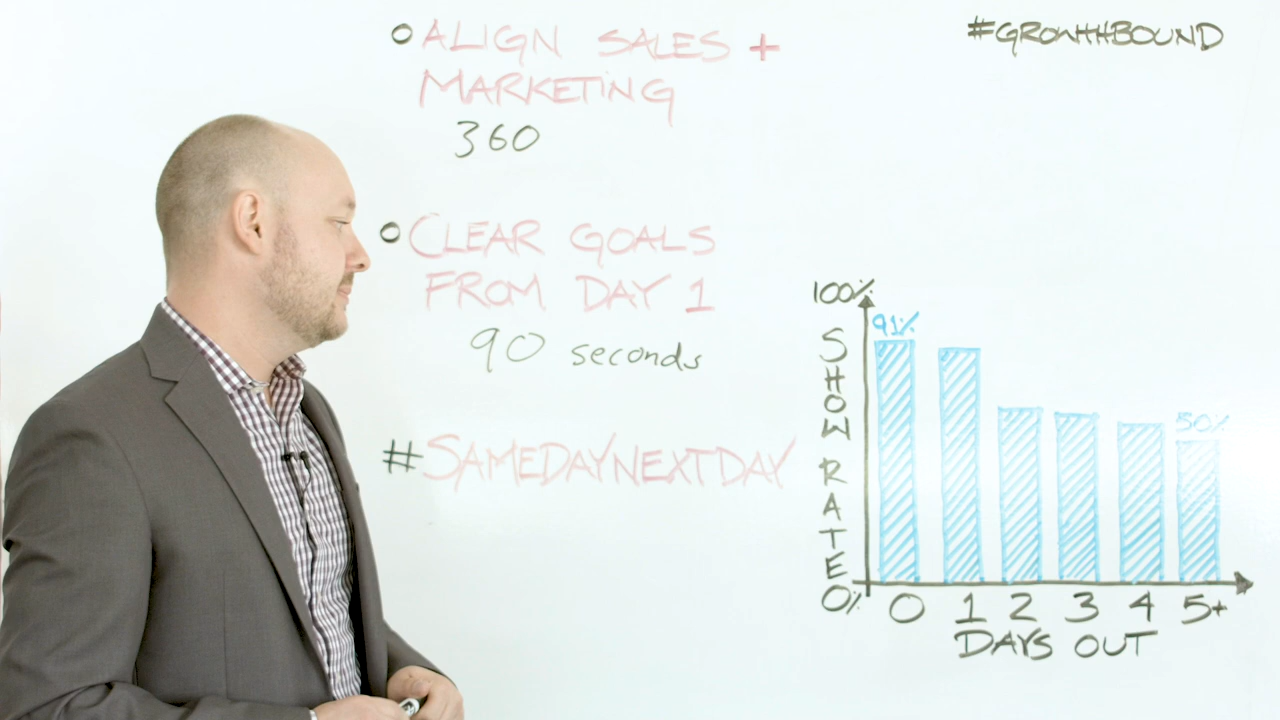 ALIGN SALES +
MARKETING
360
CLEAR GOALS
FROM DAY 1
90 seconds
#SAMEDAYNEXTDAY
#GROWTHBOUND
100%
91%
50%
SHOW RATE
0%
0 1 2 3 4 5+
DAYS OUT